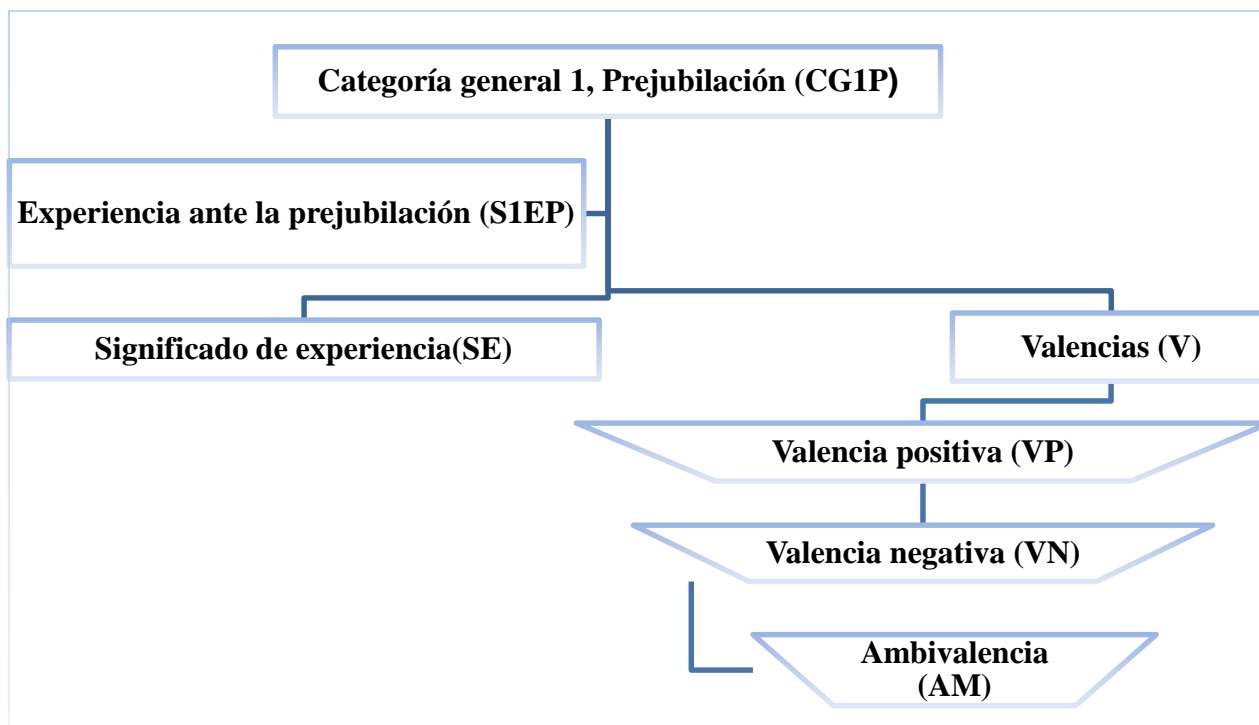 Categoría general 1, Prejubilación (CG1P)
Experiencia ante la prejubilación (S1EP)
Significado de experiencia(SE)
Valencias (V)
Valencia positiva (VP)
Valencia negativa (VN)
Ambivalencia
(AM)